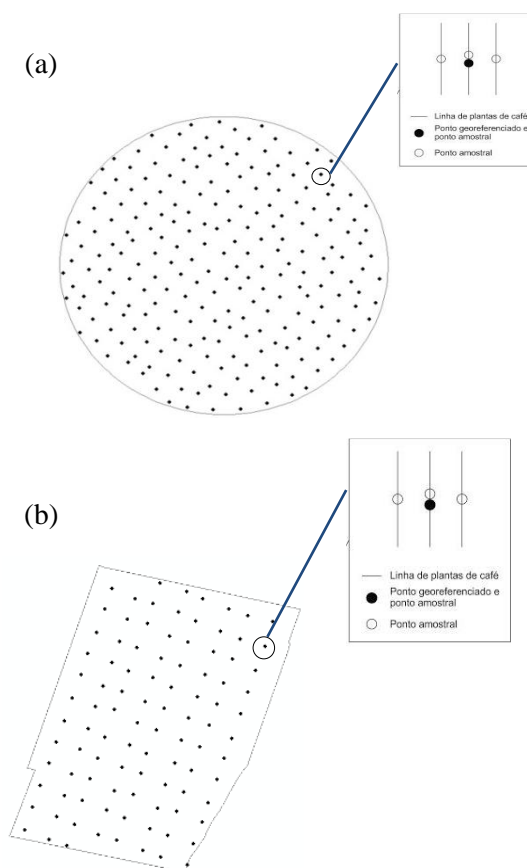 (a)
Linha de plantas de café
Ponto georeferenciado e
ponto amostral
Ponto amostral
(b)
Linha de plantas de café
Ponto georeferenciado e
ponto amostral
Ponto amostral